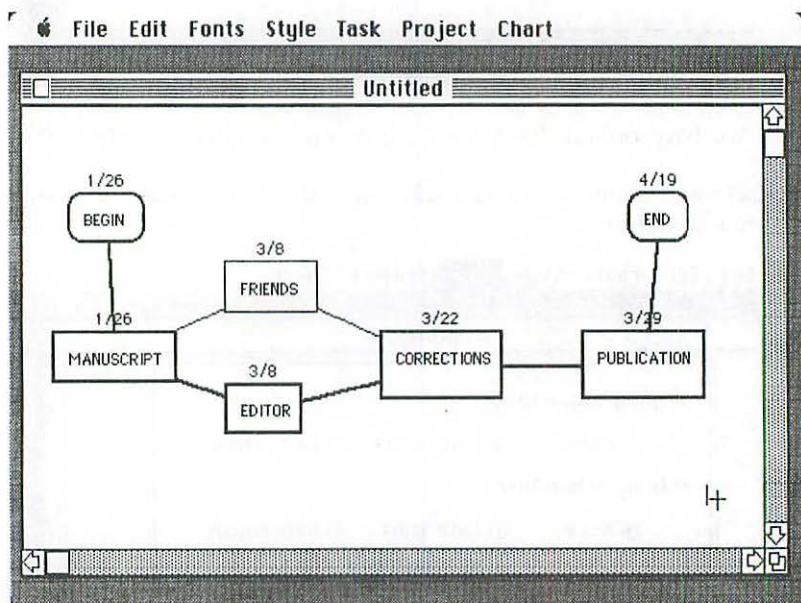 File Edit Fonts Style Task Project Chart
Untitled
1/26
BEGIN
4/19
END
3/8
FRIENDS
1/26
MANUSCRIPT
3/8
EDITOR
3/22
CORRECTIONS
3/29
PUBLICATION